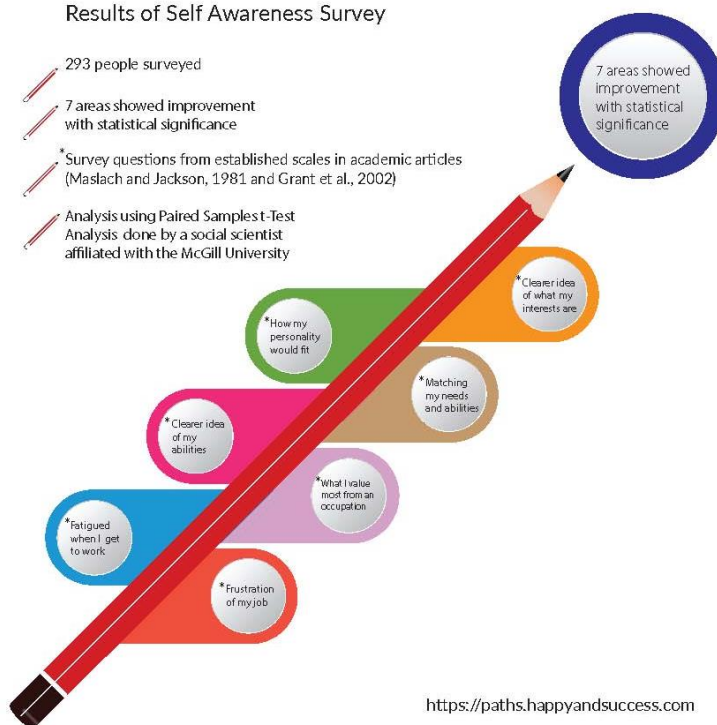 Results of Self Awareness Survey
293 people surveyed
7 areas showed improvement
with statistical significance
*Survey questions from established scales in academic articles
(Maslach and Jackson, 1981 and Grant et al., 2002)
Analysis using Paired Samples t-Test
Analysis done by a social scientist
affiliated with the McGill University
7 areas showed
improvement
with statistical
significance
*Clearer idea
of what my
interests are
*How my
personality
would fit
*Matching
my needs
and abilities
*Clearer idea
of my
abilities
*What I value
most from an
occupation
*Fatigued
when I get
to work
*Frustration
of my job
https://paths.happyandsuccess.com